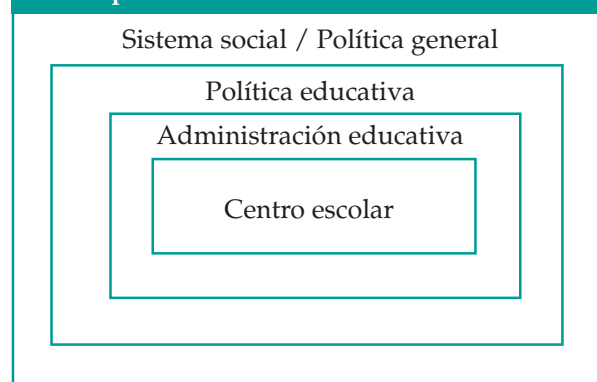 Sistema social / Política general
Política educativa
Administración educativa
Centro escolar